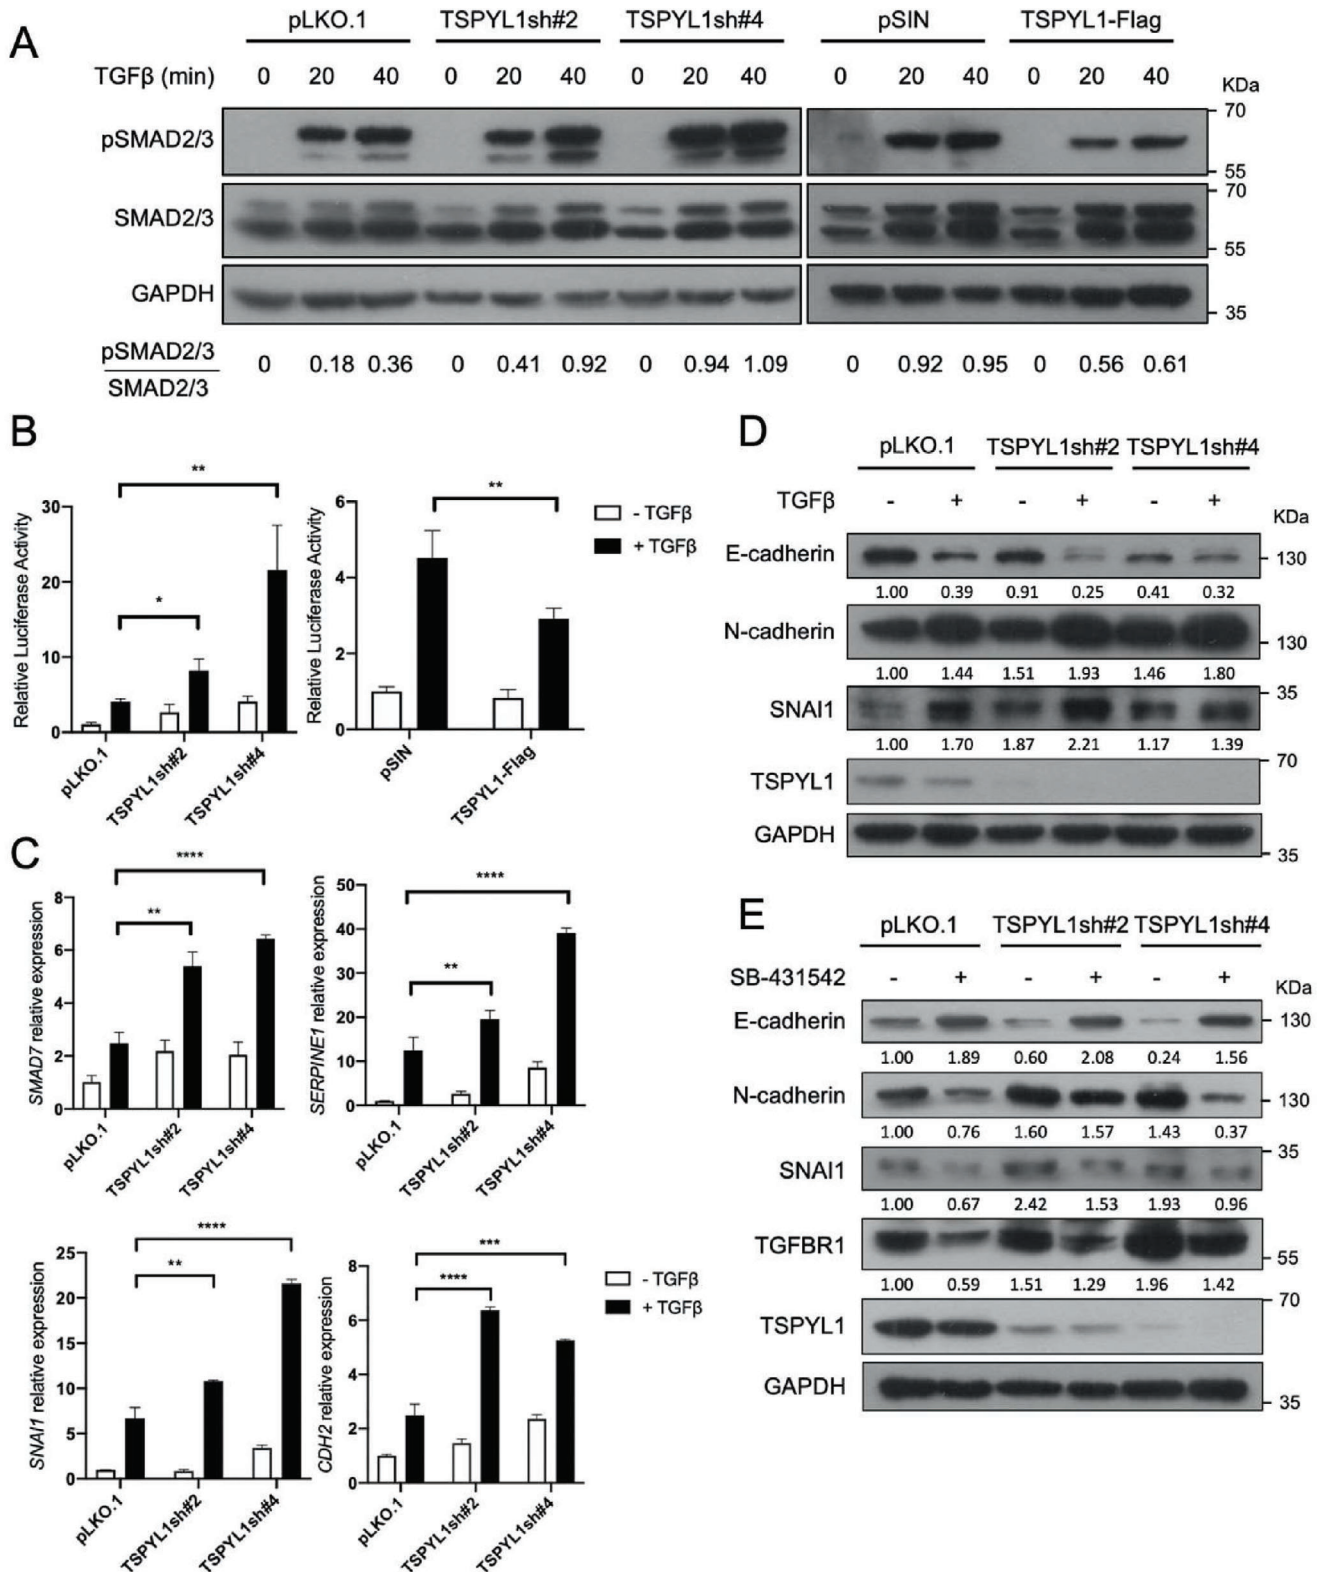 A
pLKO.1 TSPYL1sh#2 TSPYL1sh#4 pSIN TSPYL1-Flag
TGFβ (min) 0 20 40 0 20 40 0 20 40 0 20 40 0 20 40
KDa
pSMAD2/3
70
55
SMAD2/3
70
55
GAPDH
35
pSMAD2/3
SMAD2/3
0 0.18 0.36 0 0.41 0.92 0 0.94 1.09 0 0.92 0.95 0 0.56 0.61
B
Relative Luciferase Activity
30
20
10
0
*
**
pLKO.1
TSPYL1sh#2
TSPYL1sh#4
Relative Luciferase Activity
6
4
2
0
**
pSIN
TSPYL1-Flag
- TGFβ
+ TGFβ
C
SMAD7 relative expression
8
6
4
2
0
****
**
pLKO.1
TSPYL1sh#2
TSPYL1sh#4
SERPINE1 relative expression
50
40
30
20
10
0
****
**
pLKO.1
TSPYL1sh#2
TSPYL1sh#4
SNAI1 relative expression
25
20
15
10
5
0
****
**
pLKO.1
TSPYL1sh#2
TSPYL1sh#4
CDH2 relative expression
8
6
4
2
0
***
****
pLKO.1
TSPYL1sh#2
TSPYL1sh#4
- TGFβ
+ TGFβ
D
pLKO.1 TSPYL1sh#2 TSPYL1sh#4
TGFβ - + - + - +
KDa
E-cadherin 130
1.00 0.39 0.91 0.25 0.41 0.32
N-cadherin 130
1.00 1.44 1.51 1.93 1.46 1.80
SNAI1 35
1.00 1.70 1.87 2.21 1.17 1.39
TSPYL1 70
GAPDH 35
E
pLKO.1 TSPYL1sh#2 TSPYL1sh#4
SB-431542 - + - + - +
KDa
E-cadherin 130
1.00 1.89 0.60 2.08 0.24 1.56
N-cadherin 130
1.00 0.76 1.60 1.57 1.43 0.37
SNAI1 35
1.00 0.67 2.42 1.53 1.93 0.96
TGFBR1 55
1.00 0.59 1.51 1.29 1.96 1.42
TSPYL1 70
GAPDH 35